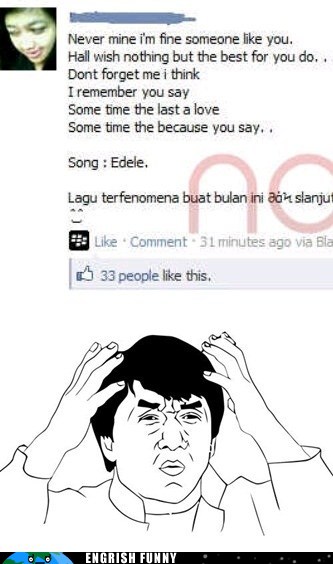 Never mine i'm fine someone like you.
Hall wish nothing but the best for you do. . .
Dont forget me i think
I remember you say
Some time the last a love
Some time the because you say. .
Song : Edele.
Lagu terfenomena buat bulan ini slanjut
^_^
Like · Comment · 31 minutes ago via Bla
33 people like this.
no
ENGRISH FUNNY